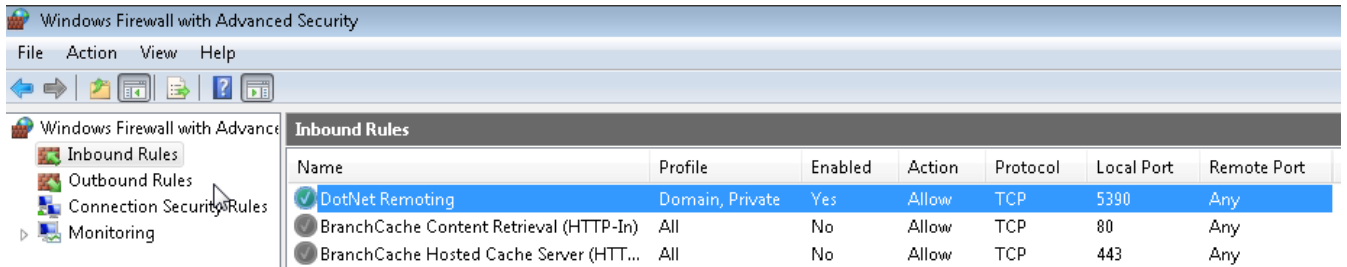 Windows Firewall with Advanced Security
File Action View Help
Windows Firewall with Advance
Inbound Rules
Outbound Rules
Connection Security Rules
Monitoring
Inbound Rules
Name Profile Enabled Action Protocol Local Port Remote Port
DotNet Remoting Domain, Private Yes Allow TCP 5390 Any
BranchCache Content Retrieval (HTTP-In) All No Allow TCP 80 Any
BranchCache Hosted Cache Server (HTT... All No Allow TCP 443 Any